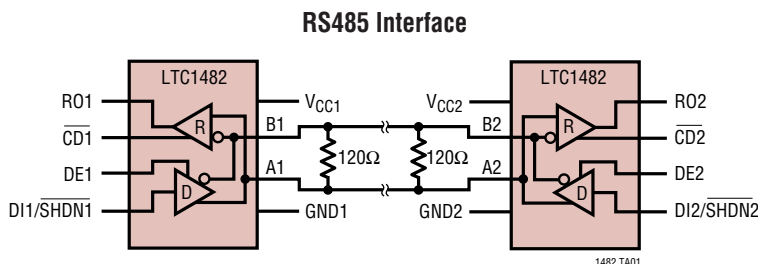 RS485 Interface
LTC1482
LTC1482
RO1
VCC1
VCC2
RO2
R
R
CD1
B1
B2
CD2
120Ω
120Ω
DE1
A1
A2
DE2
D
D
DI1/SHDN1
GND1
GND2
DI2/SHDN2
1482 TA01